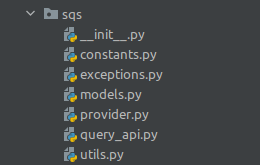 sqs
__init__.py
constants.py
exceptions.py
models.py
provider.py
query_api.py
utils.py